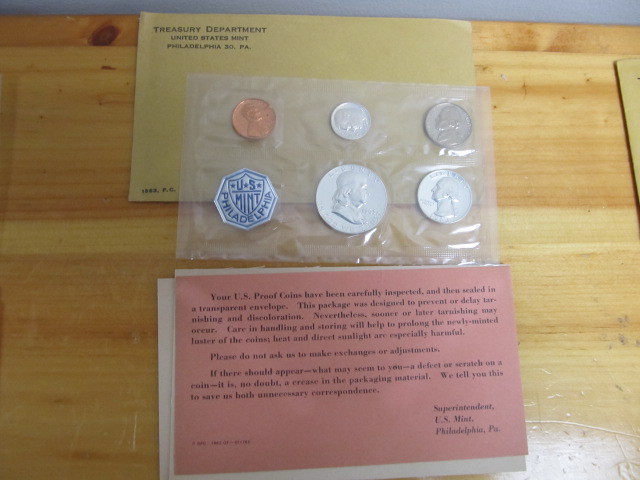 TREASURY DEPARTMENT
UNITED STATES MINT
PHILADELPHIA 30, PA.
U★S
MINT
PHILADELPHIA
Your U.S. Proof Coins have been carefully inspected, and then sealed in
a transparent envelope. This package was designed to prevent or delay tar-
nishing and discoloration. Nevertheless, sooner or later tarnishing may
occur. Care in handling and storing will help to prolong the newly-minted
luster of the coins; heat and direct sunlight are especially harmful.
Please do not ask us to make exchanges or adjustments.
If there should appear—what may seem to you—a defect or scratch on a
coin—it is, no doubt, a crease in the packaging material. We tell you this
to save us both unnecessary correspondence.
Superintendent,
U.S. Mint,
Philadelphia, Pa.